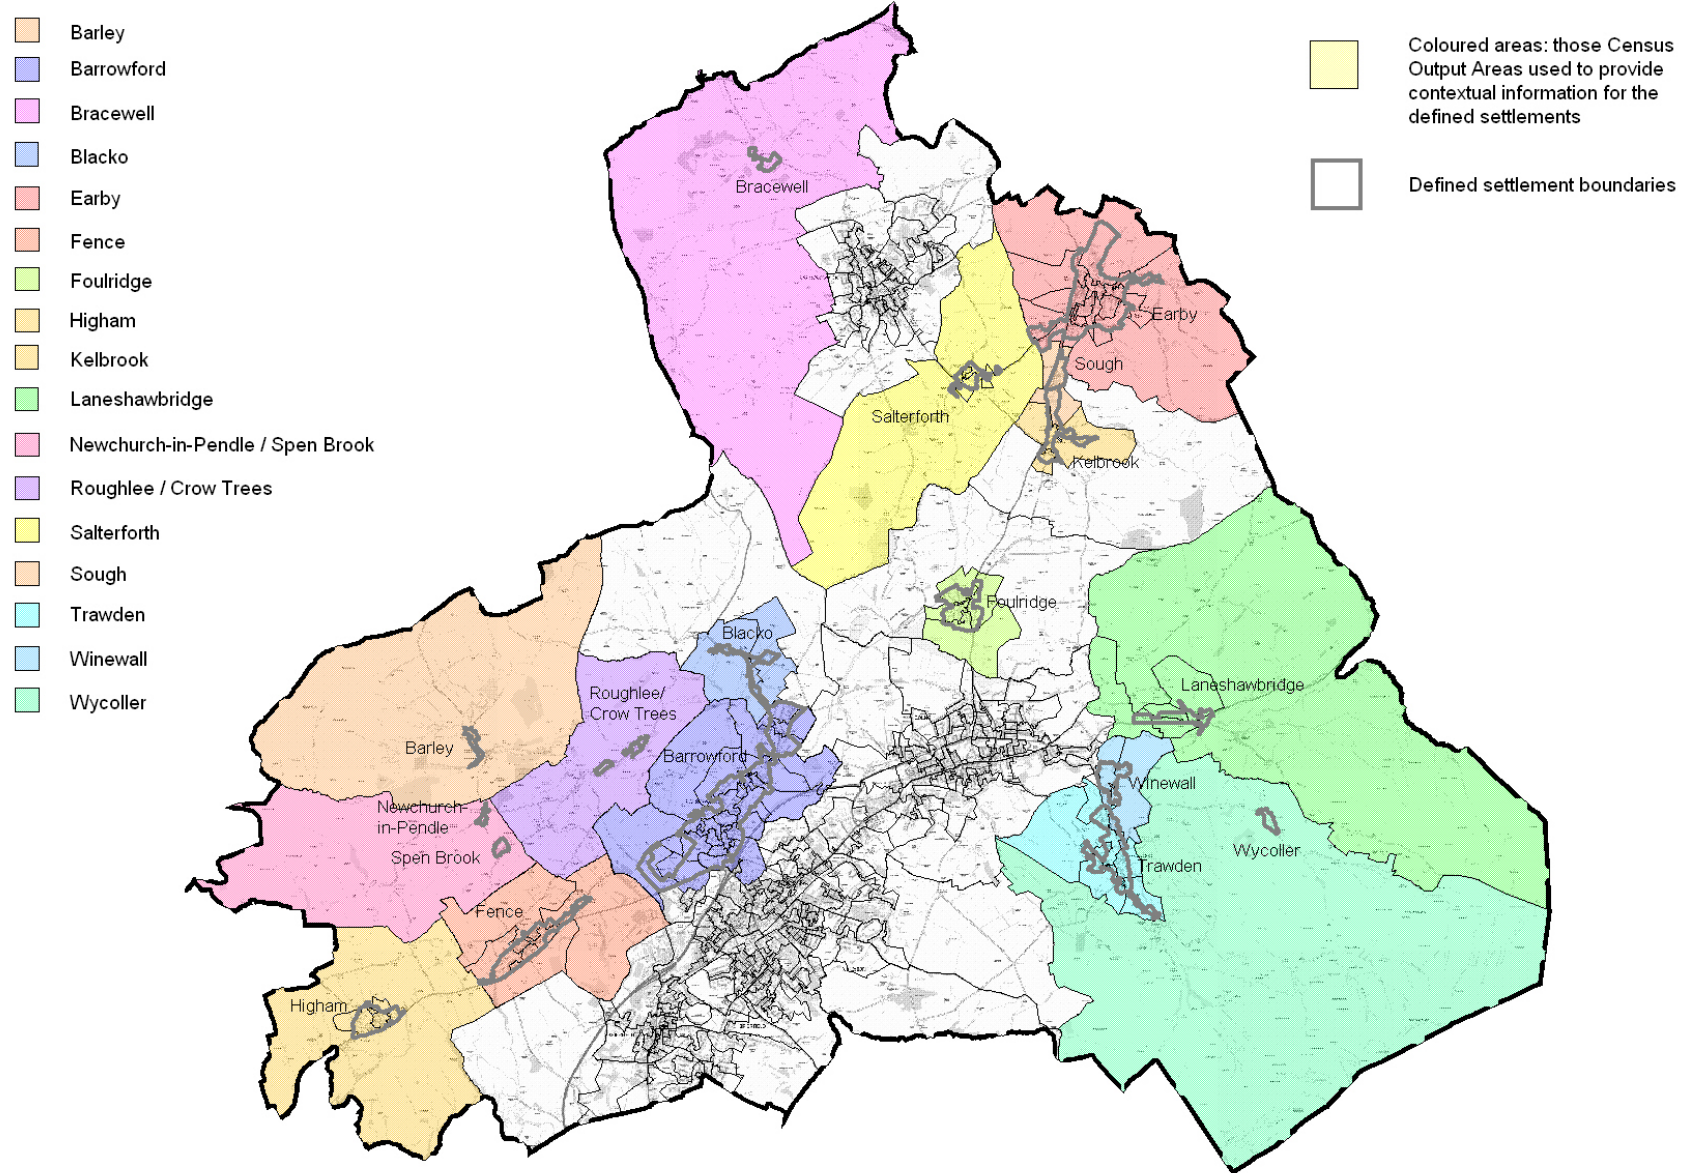 Barley
Barrowford
Bracewell
Blacko
Earby
Fence
Foulridge
Higham
Kelbrook
Laneshawbridge
Newchurch-in-Pendle / Spen Brook
Roughlee / Crow Trees
Salterforth
Sough
Trawden
Winewall
Wycoller
Coloured areas: those Census
Output Areas used to provide
contextual information for the
defined settlements
Defined settlement boundaries
Bracewell
Earby
Sough
Salterforth
Kelbrook
Foulridge
Blacko
Laneshawbridge
Roughlee/
Crow Trees
Barley
Barrowford
Winewall
Newchurch-
in-Pendle
Spen Brook
Wycoller
Trawden
Fence
Higham